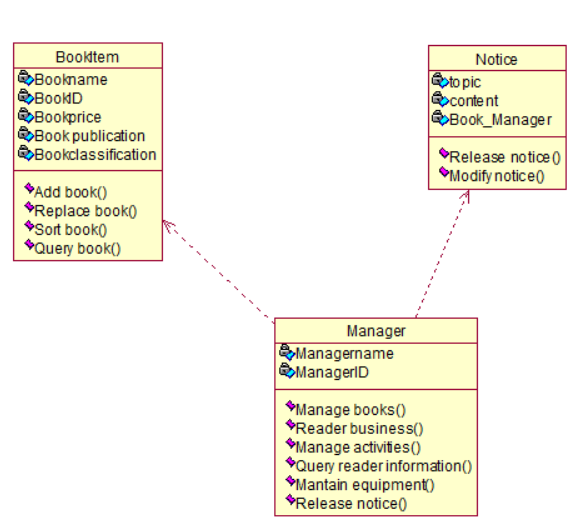 BookItem
Bookname
BookID
Bookprice
Book publication
Bookclassification
Add book()
Replace book()
Sort book()
Query book()
Notice
topic
content
Book_Manager
Release notice()
Modify notice()
Manager
Managername
ManagerID
Manage books()
Reader business()
Manage activities()
Query reader information()
Mantain equipment()
Release notice()